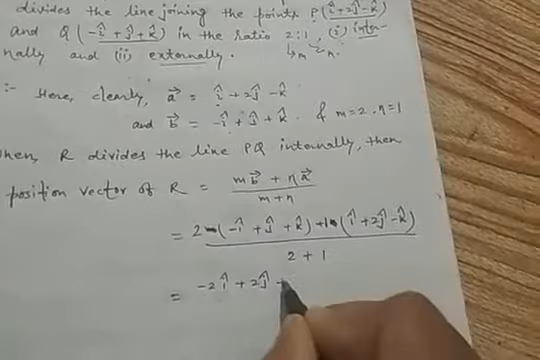 divides the line joining the points P(î+2ĵ-k̂)
and Q(-î+ĵ+k̂) in the ratio 2:1, (i) inter-
nally and (ii) externally. ↳m ↘n.
:- Here, clearly, a⃗ = î + 2ĵ - k̂
and b⃗ = -î + ĵ + k̂ & m=2, n=1
When, R divides the line PQ internally, then
position vector of R = (m b⃗ + n a⃗)/(m+n)
= (2(-î + ĵ + k̂) + 1(î + 2ĵ - k̂))/(2+1)
= -2î + 2ĵ +